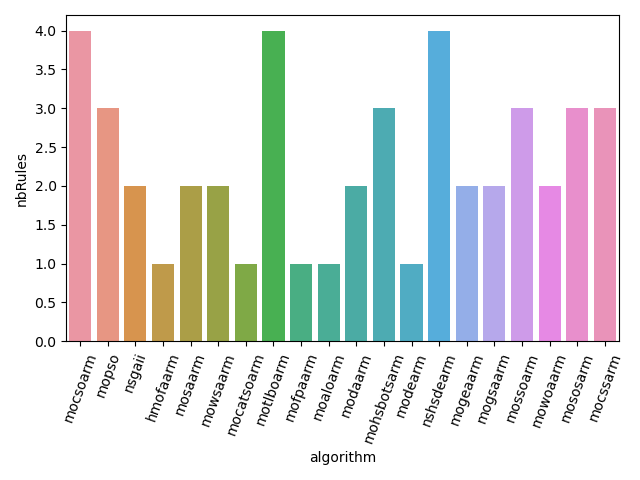 4.0
3.5
3.0
2.5
2.0
1.5
1.0
0.5
0.0
nbRules
mocsoarm
mopso
nsgaii
hmofaarm
mosaarm
mowsaarm
mocatsoarm
motlboarm
mofpaarm
moaloarm
modaarm
mohsbotsarm
modearm
nshsdearm
mogeaarm
mogsaarm
mossoarm
mowoaarm
mososarm
mocssarm
algorithm